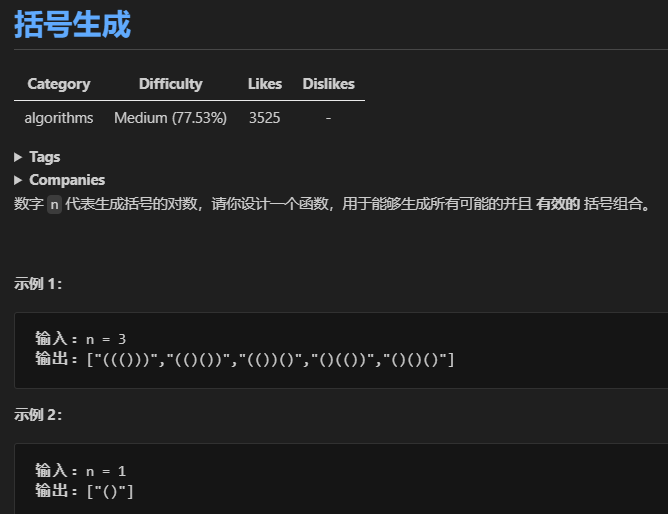 括号生成
Category Difficulty Likes Dislikes
algorithms Medium (77.53%) 3525 -
Tags
Companies
数字 n 代表生成括号的对数，请你设计一个函数，用于能够生成所有可能的并且 有效的 括号组合。
示例 1：
输入：n = 3
输出：["((()))","(()())","(())()","()(())","()()()"]
示例 2：
输入：n = 1
输出：["()"]